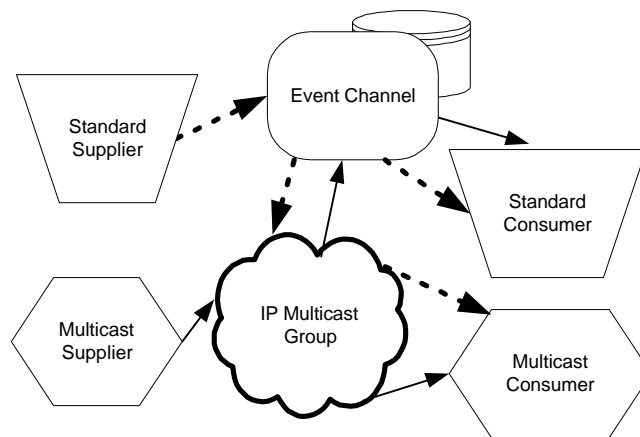 Event Channel
Standard
Supplier
Standard
Consumer
IP Multicast
Group
Multicast
Supplier
Multicast
Consumer